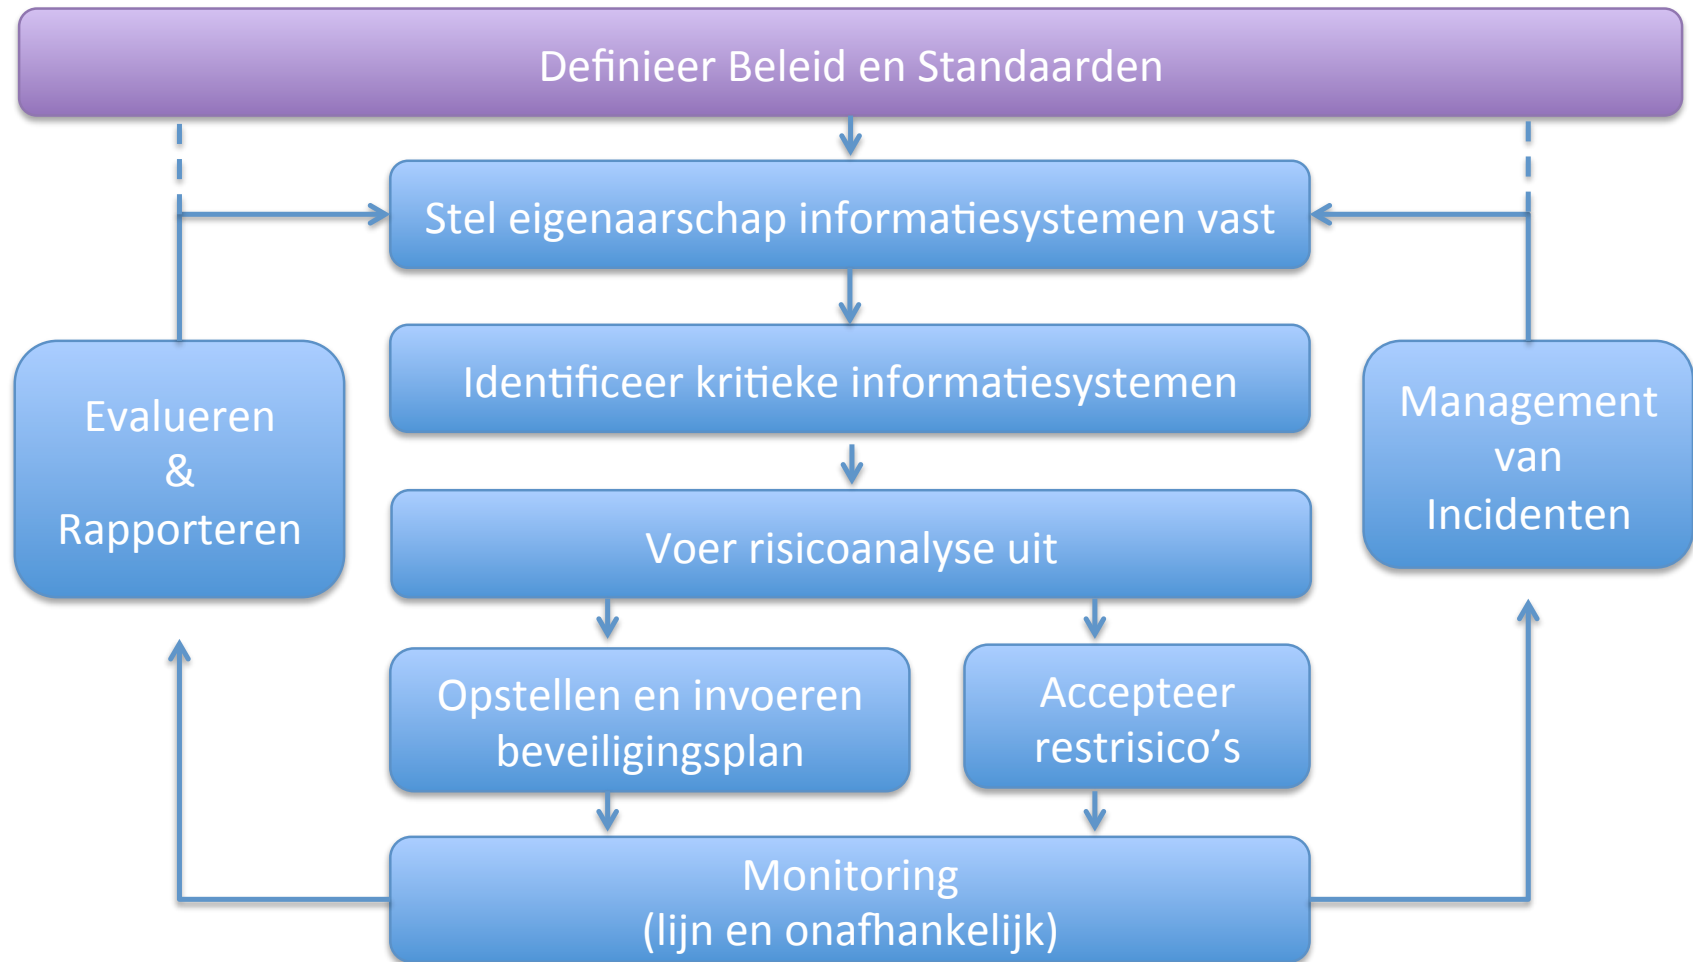 Definieer Beleid en Standaarden
Stel eigenaarschap informatiesystemen vast
Identificeer kritieke informatiesystemen
Evalueren
&
Rapporteren
Management
van
Incidenten
Voer risicoanalyse uit
Opstellen en invoeren
beveiligingsplan
Accepteer
restrisico’s
Monitoring
(lijn en onafhankelijk)